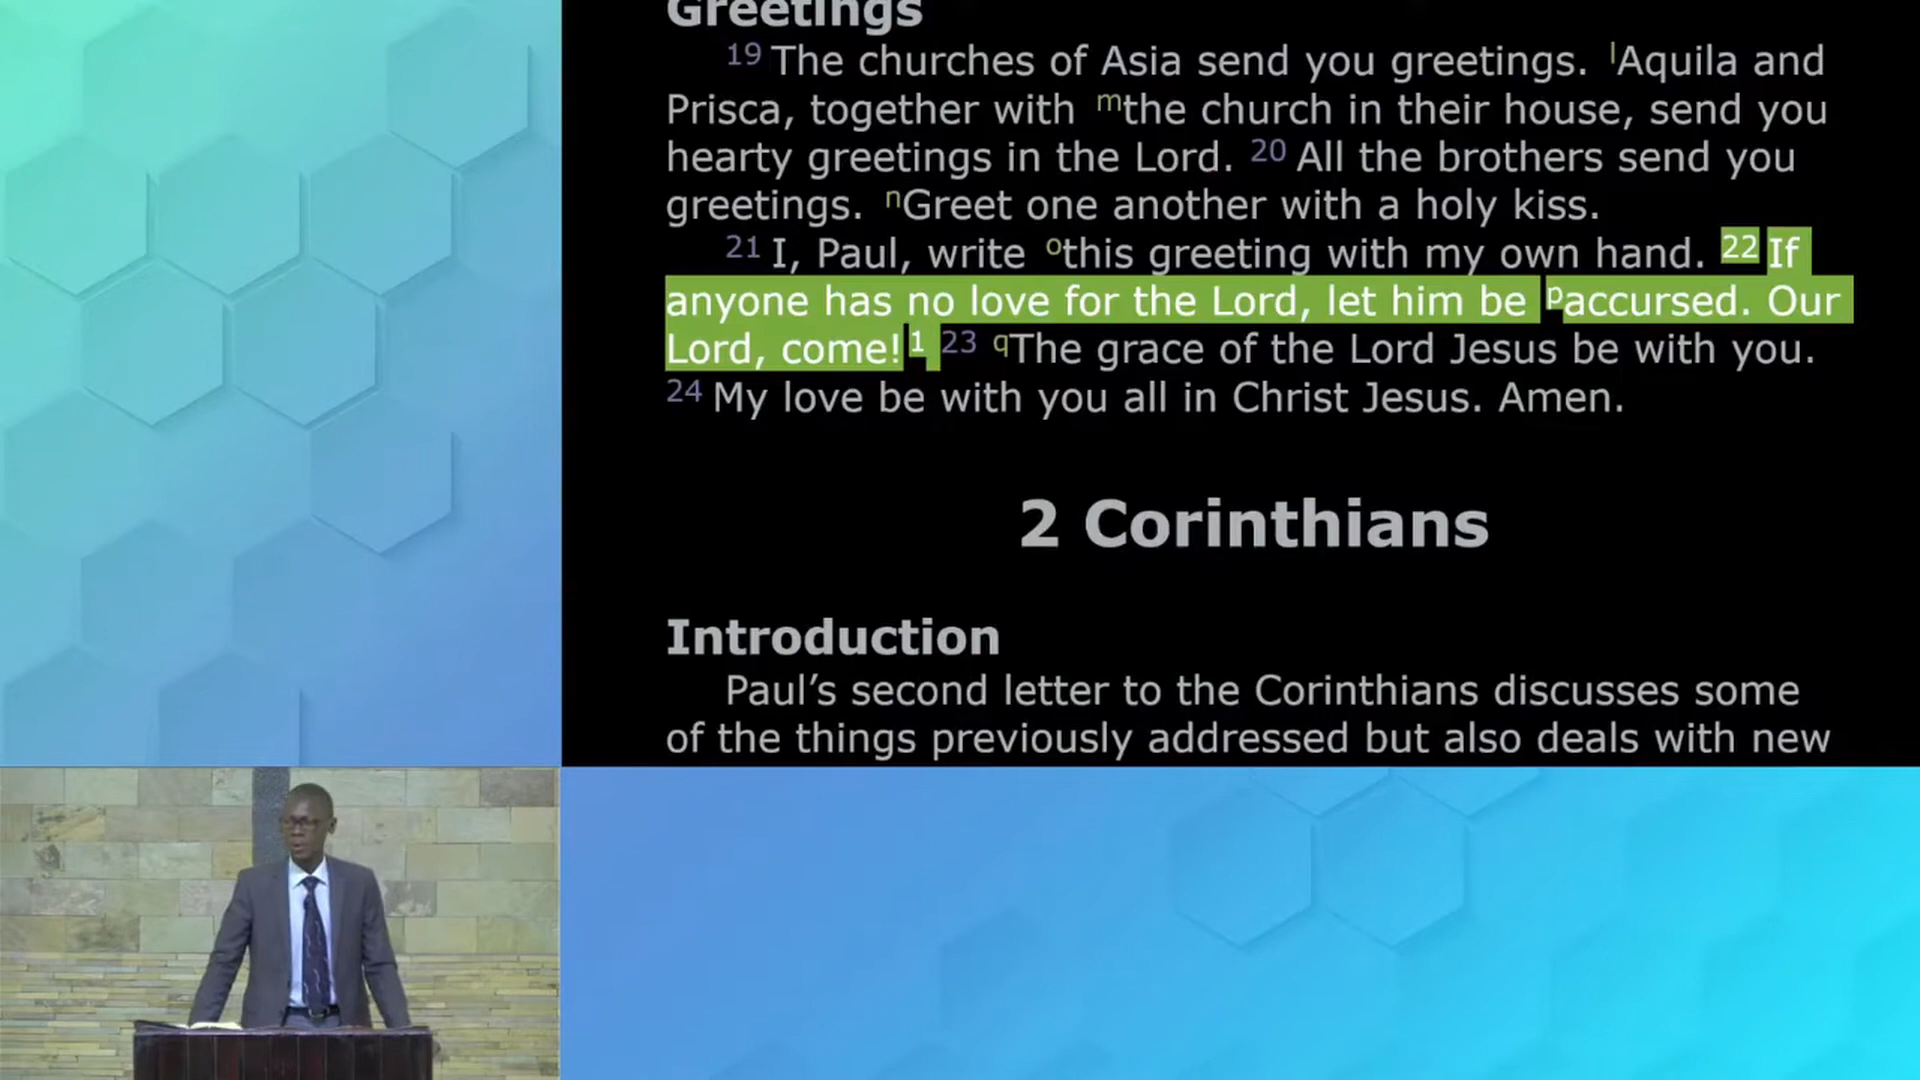 Greetings
19 The churches of Asia send you greetings. lAquila and
Prisca, together with mthe church in their house, send you
hearty greetings in the Lord. 20 All the brothers send you
greetings. nGreet one another with a holy kiss.
21 I, Paul, write othis greeting with my own hand. 22 If
anyone has no love for the Lord, let him be paccursed. Our
Lord, come!1 23 qThe grace of the Lord Jesus be with you.
24 My love be with you all in Christ Jesus. Amen.
2 Corinthians
Introduction
Paul’s second letter to the Corinthians discusses some
of the things previously addressed but also deals with new